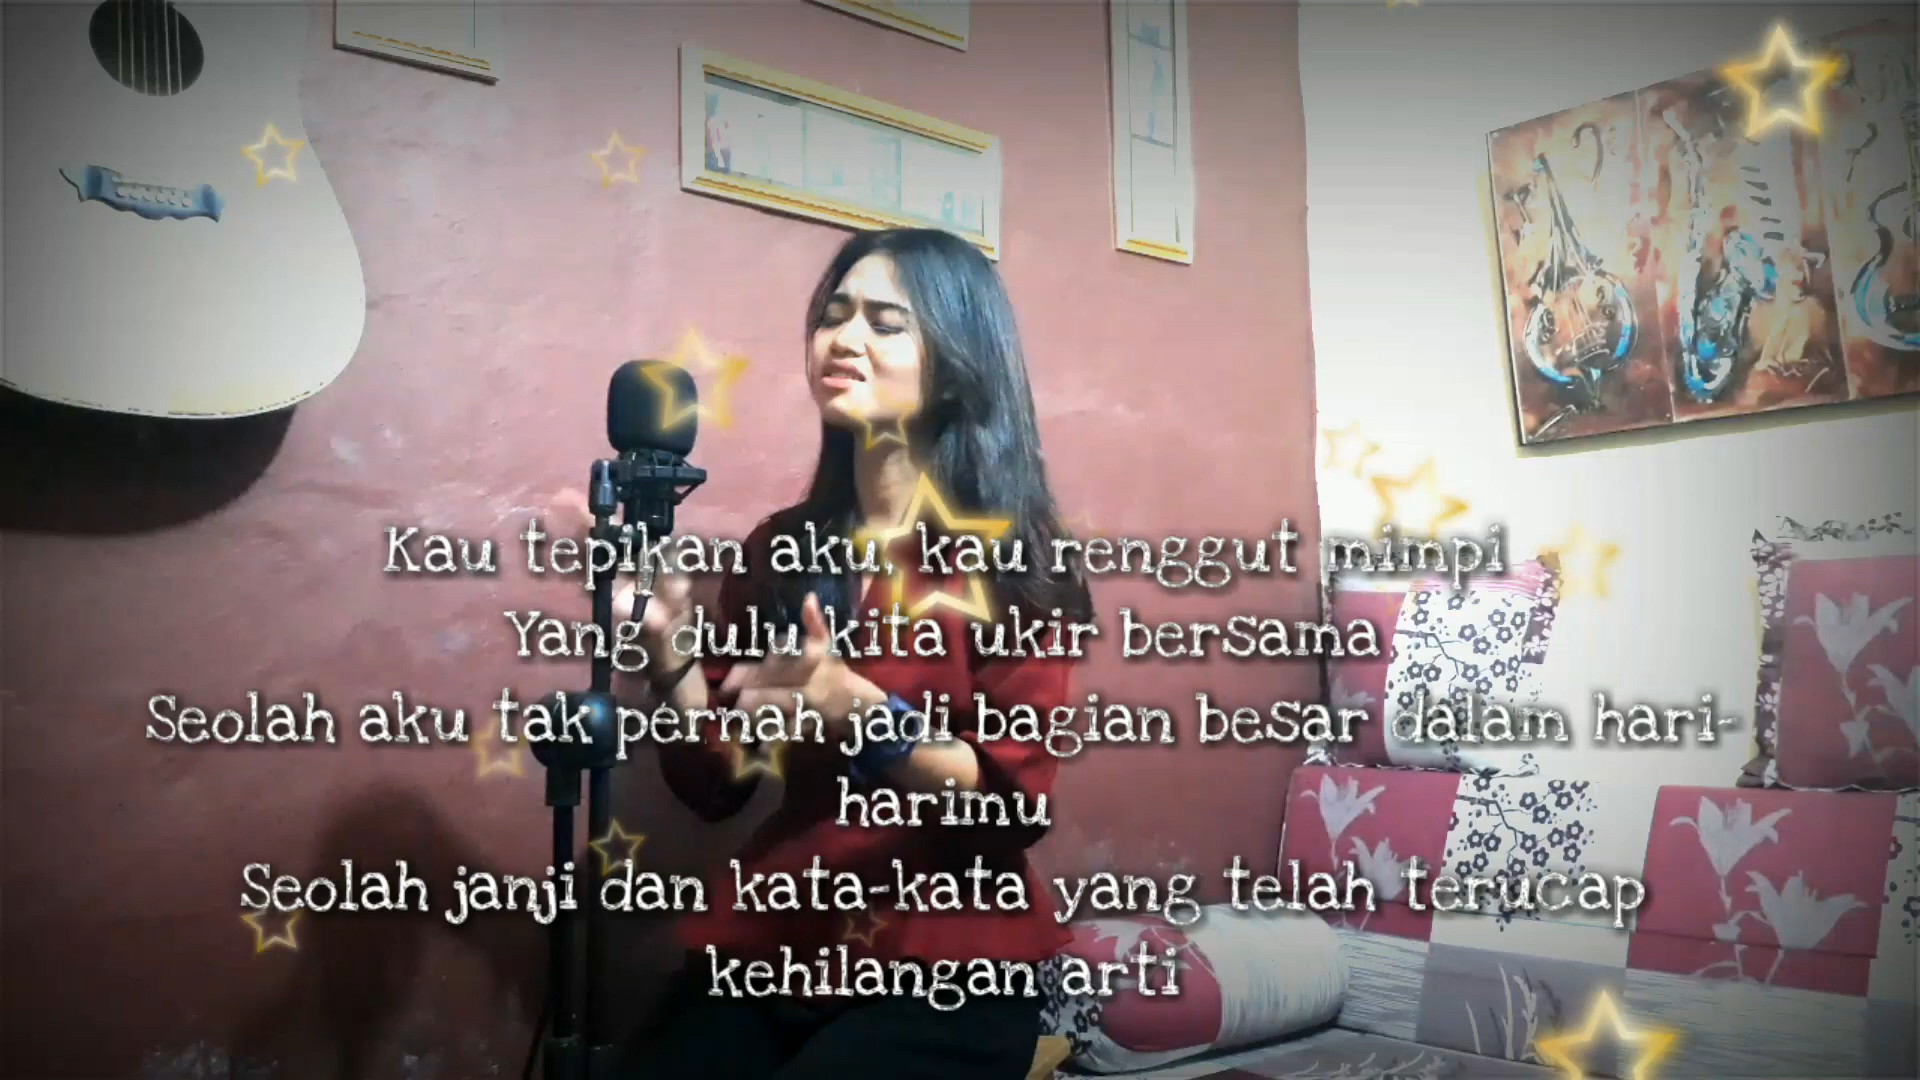 Kau tepikan aku, kau renggut mimpi
Yang dulu kita ukir bersama
Seolah aku tak pernah jadi bagian besar dalam hari-
harimu
Seolah janji dan kata-kata yang telah terucap
kehilangan arti